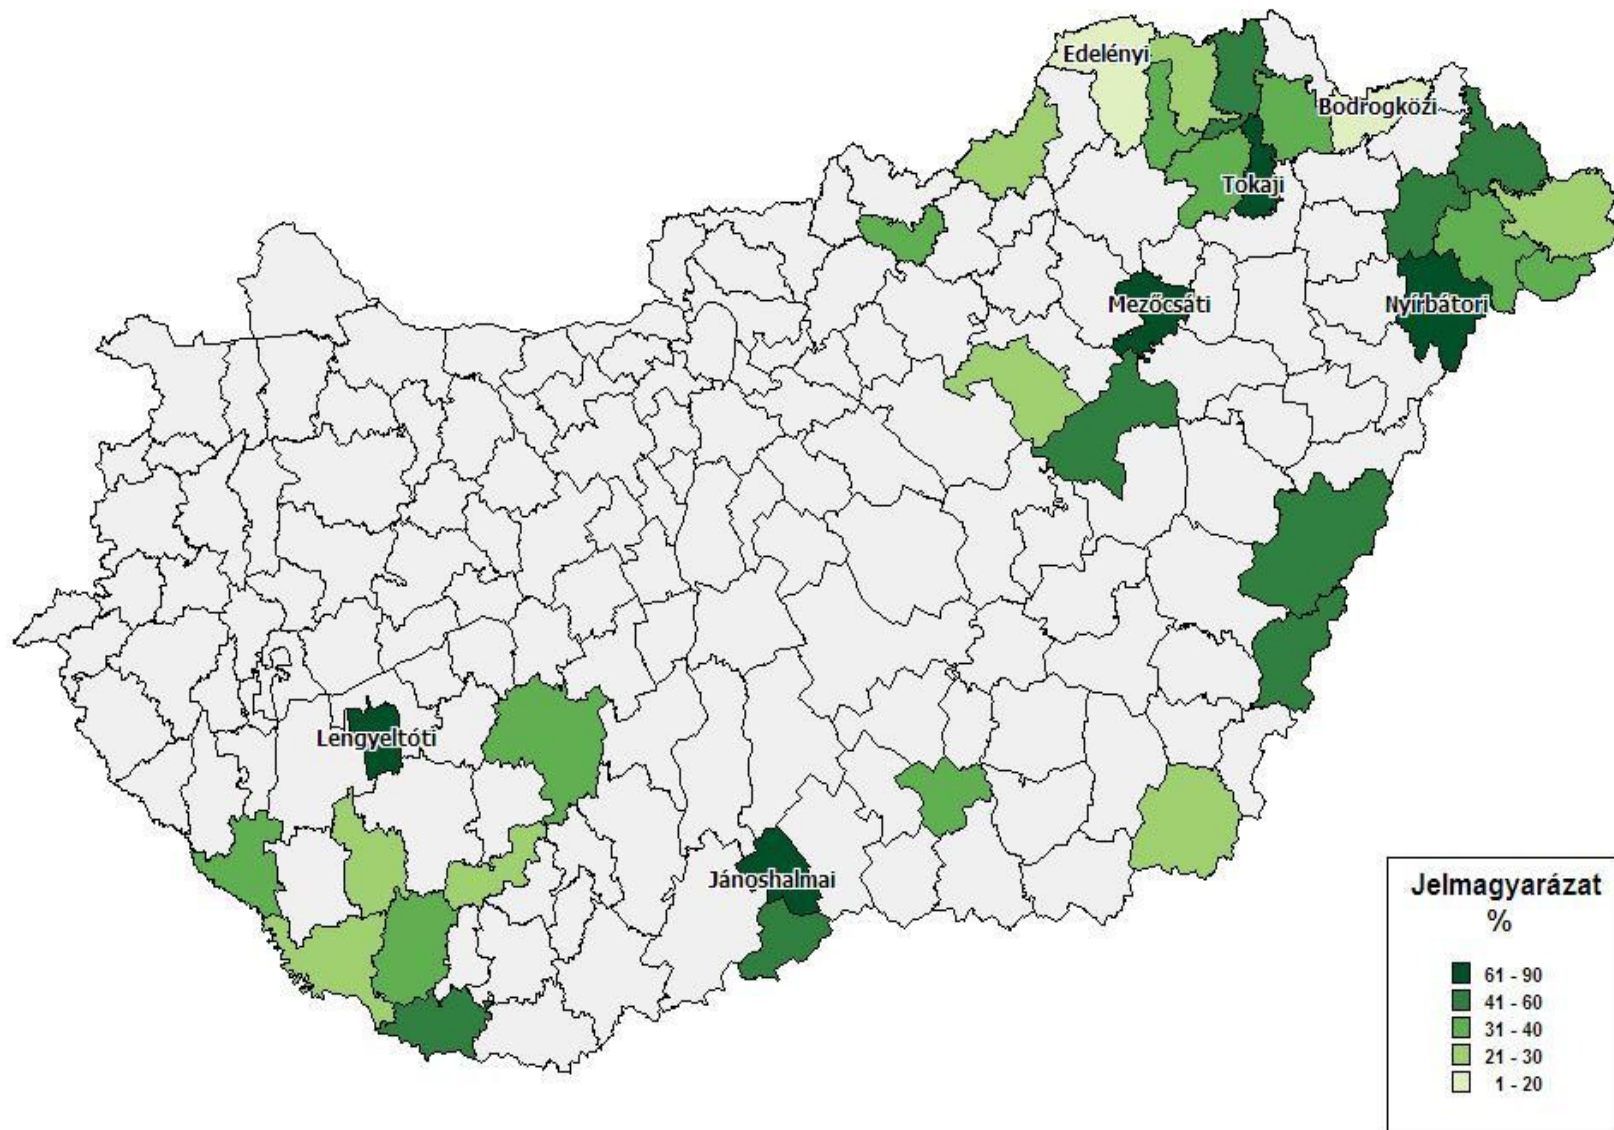 Edelényi
Bodrogközi
Tokaji
Mezőcsáti
Nyírbátori
Lengyeltóti
Jánoshalmai
Jelmagyarázat
%
61 - 90
41 - 60
31 - 40
21 - 30
1 - 20